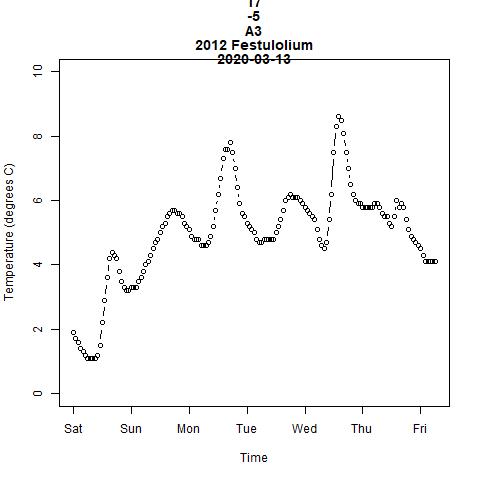 17
-5
A3
2012 Festulolium
2020-03-13
Temperature (degrees C)
10
8
6
4
2
0
Sat Sun Mon Tue Wed Thu Fri
Time